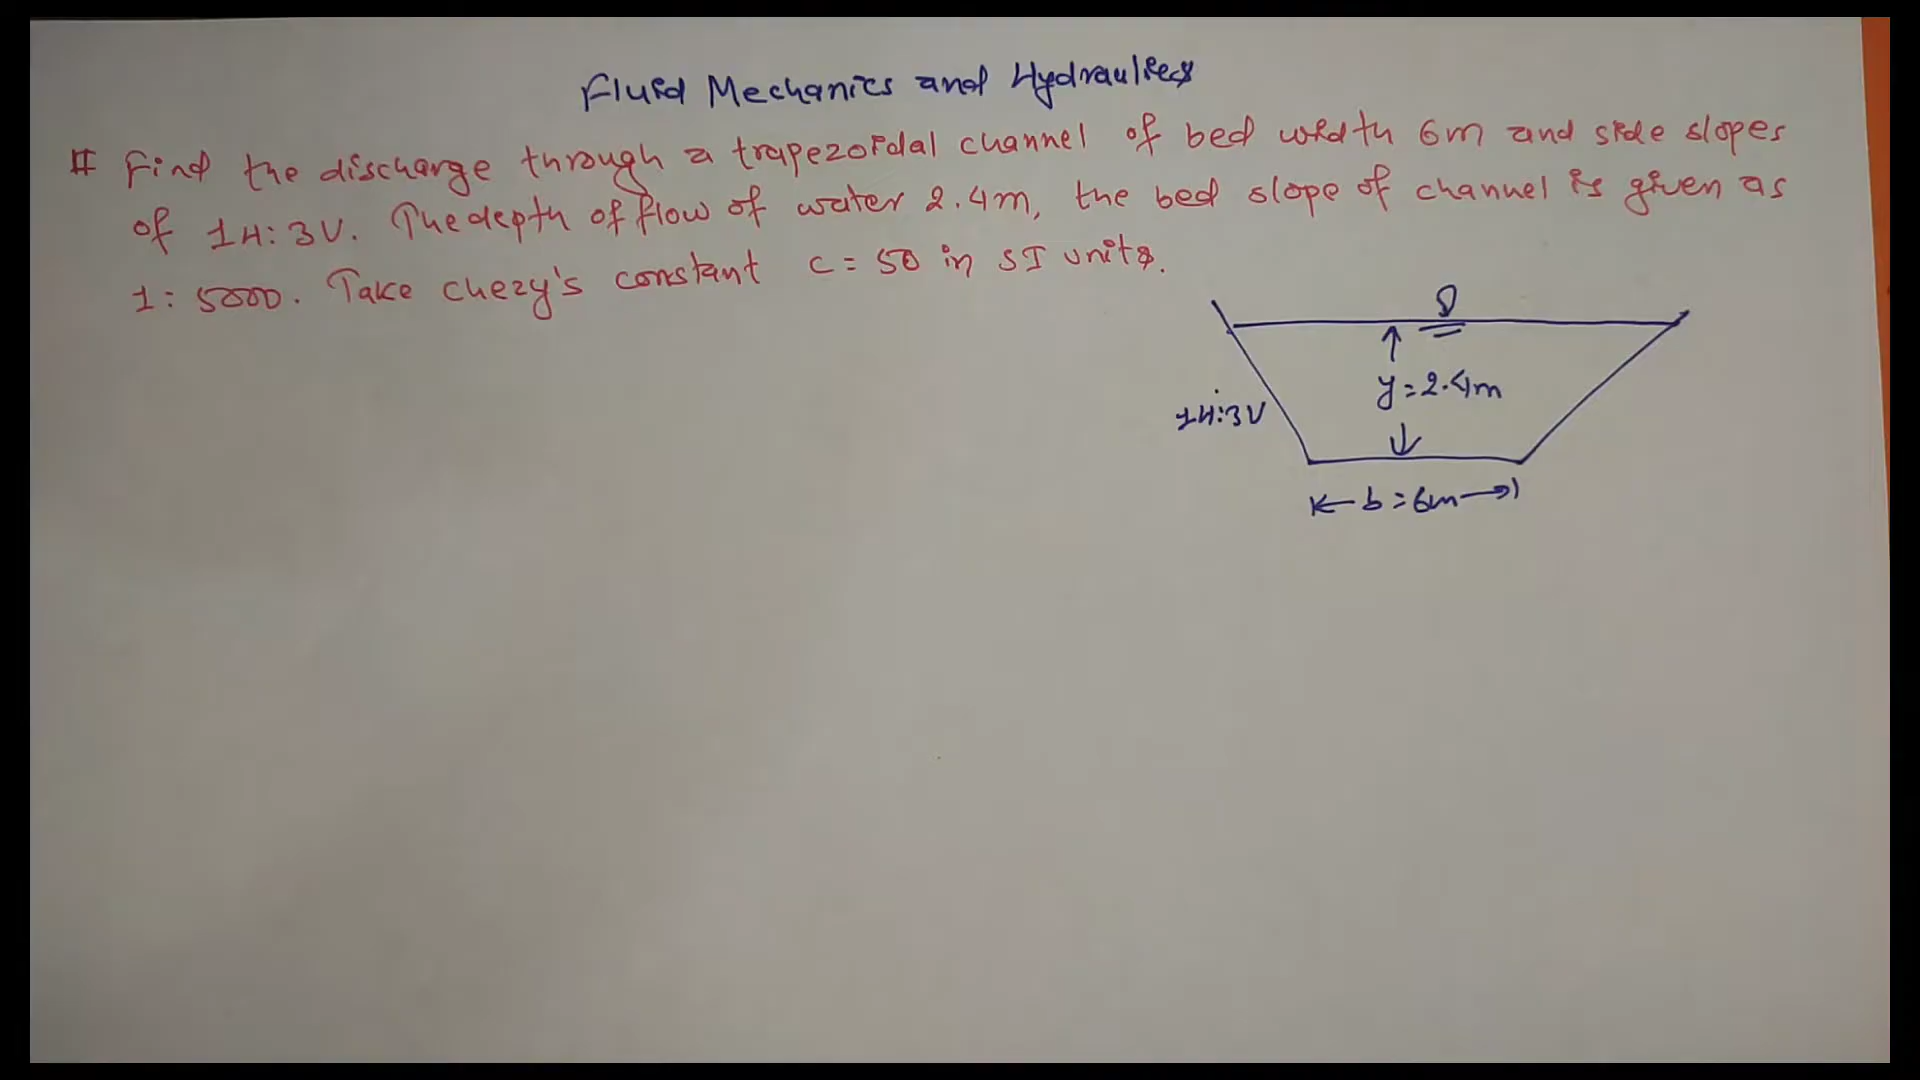 Fluid Mechanics and Hydraulics
# Find the discharge through a trapezoidal channel of bed width 6m and side slopes
of 1H:3V. The depth of flow of water 2.4m, the bed slope of channel is given as
1:5000. Take chezy's constant c = 50 in SI units.
y = 2.4m
1H:3V
b = 6m